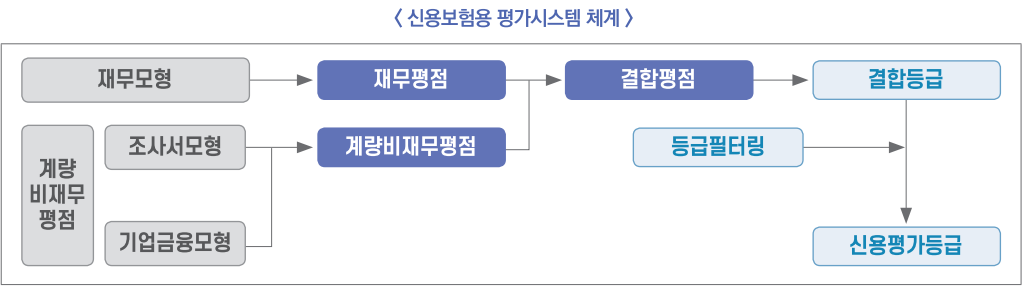 < 신용보험용 평가시스템 체계 >
재무모형
재무평점
결합평점
결합등급
계량
비재무
평점
조사서모형
계량비재무평점
등급필터링
기업금융모형
신용평가등급